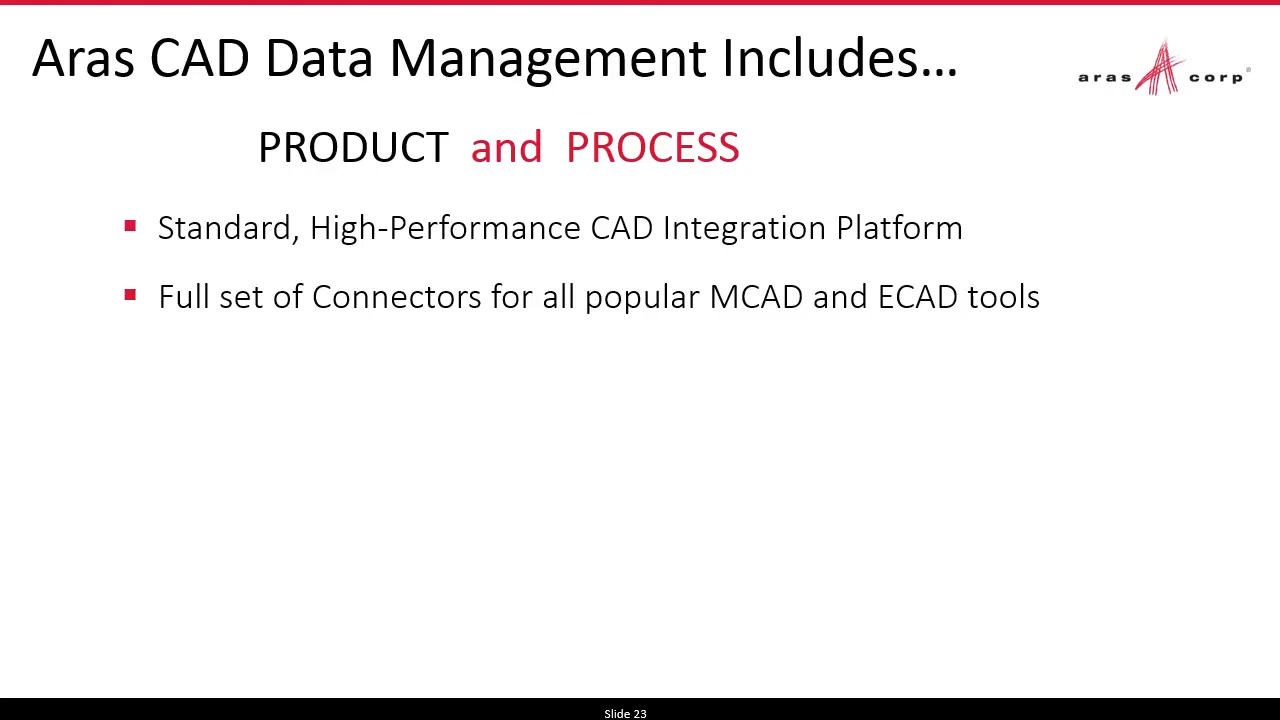 Aras CAD Data Management Includes…
aras corp®
PRODUCT and PROCESS
Standard, High-Performance CAD Integration Platform
Full set of Connectors for all popular MCAD and ECAD tools
Slide 23